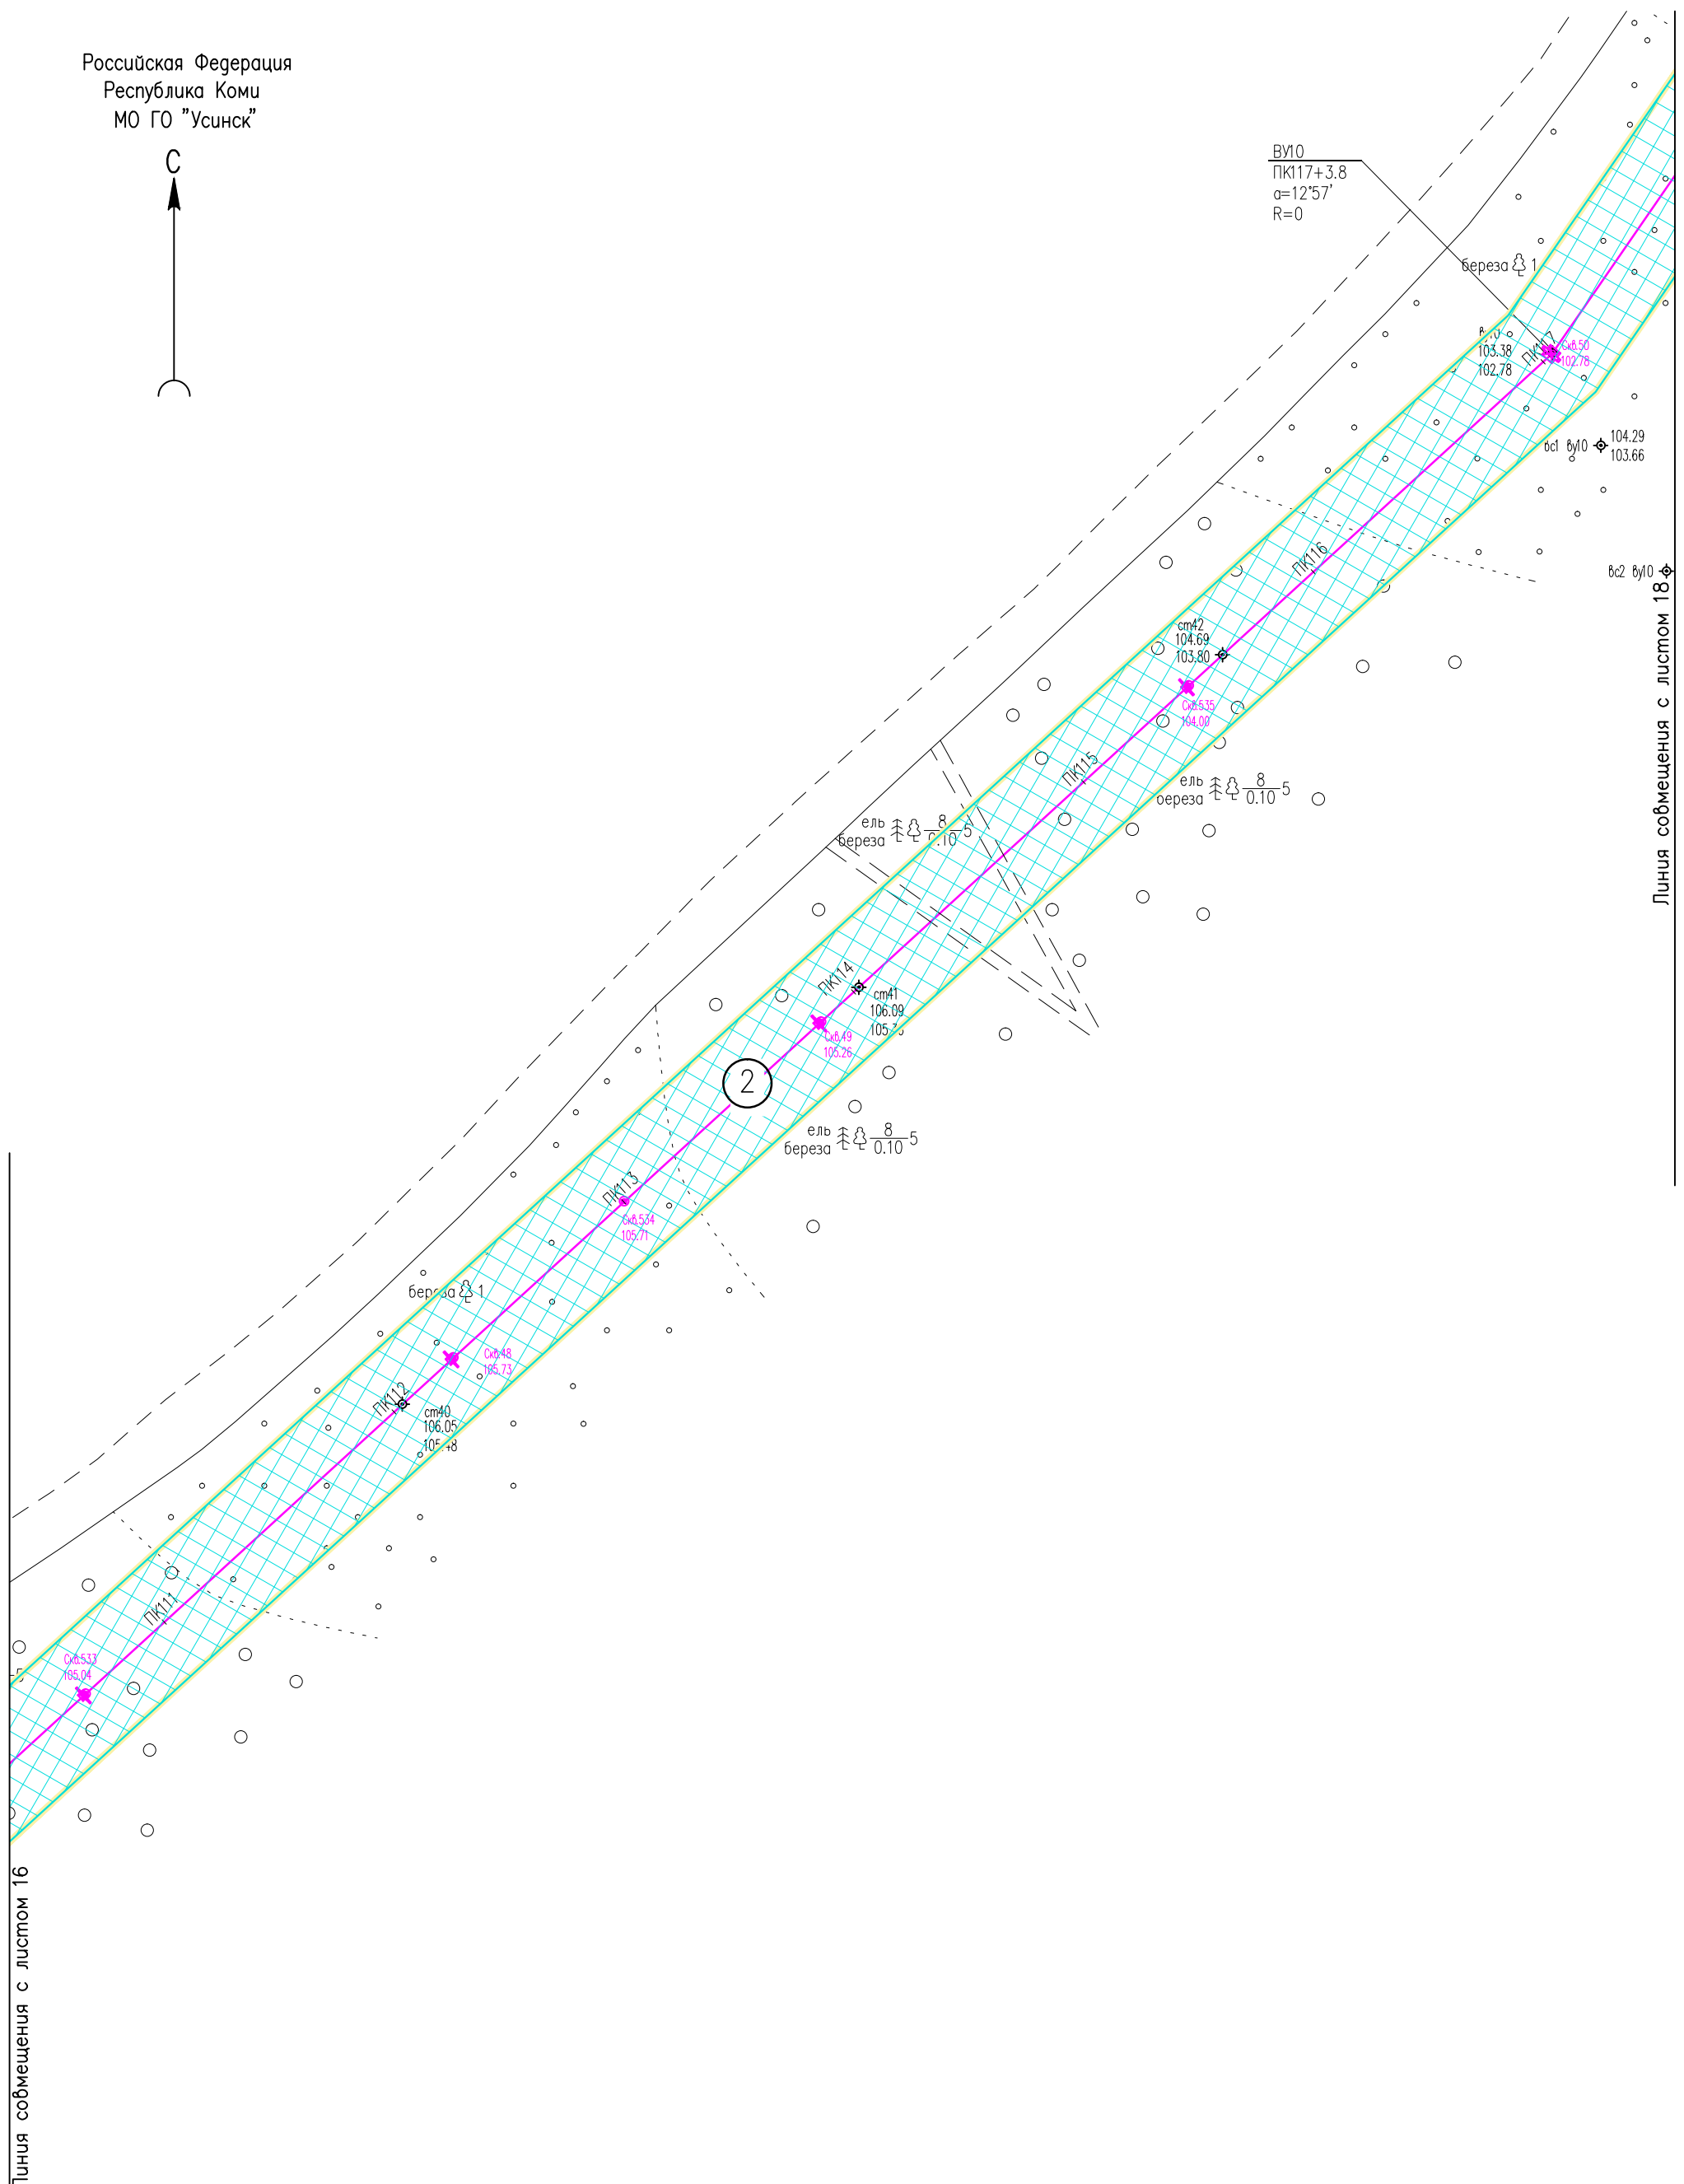 Российская Федерация
Республика Коми
МО ГО "Усинск"
С
ВУ10
ПК117+3.8
α=12°57'
R=0
береза 1
ву10
103.38
102.78
ПК117
Скв.50
102.78
вс1 ву10
104.29
103.66
вс2 ву10
ПК116
ст42
104.69
103.80
Скв.535
104.00
ПК115
ель
береза
8
0.10
5
ель
береза
8
0.10
5
ПК114
ст41
106.09
Скв.49
105.26
2
ель
береза
8
0.10
5
ПК113
Скв.534
105.71
береза 1
Скв.48
105.73
ПК112
ст40
106.05
105.48
ПК111
Скв.533
105.04
-5
Линия совмещения с листом 18
Линия совмещения с листом 16